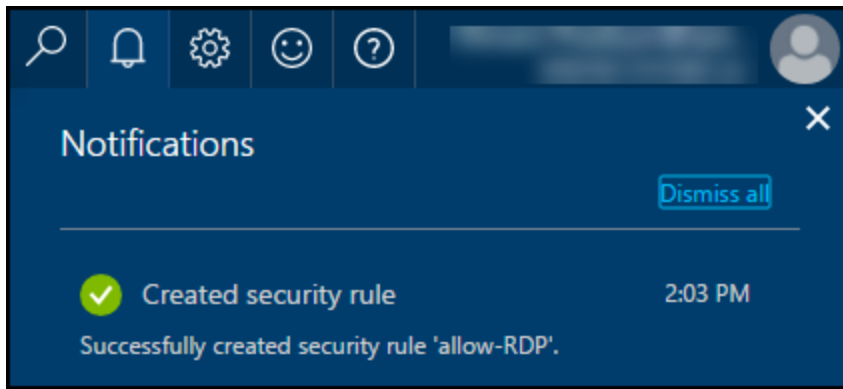 Notifications
Dismiss all
Created security rule 2:03 PM
Successfully created security rule 'allow-RDP'.